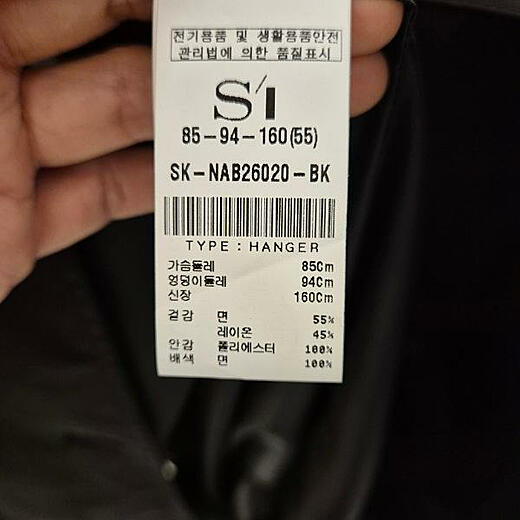 전기용품 및 생활용품안전
관리법에 의한 품질표시
S/I
85-94-160(55)
SK-NAB26020-BK
TYPE : HANGER
가슴둘레 85Cm
엉덩이둘레 94Cm
신장 160Cm
겉감 면 55%
레이온 45%
안감 폴리에스터 100%
배색 면 100%